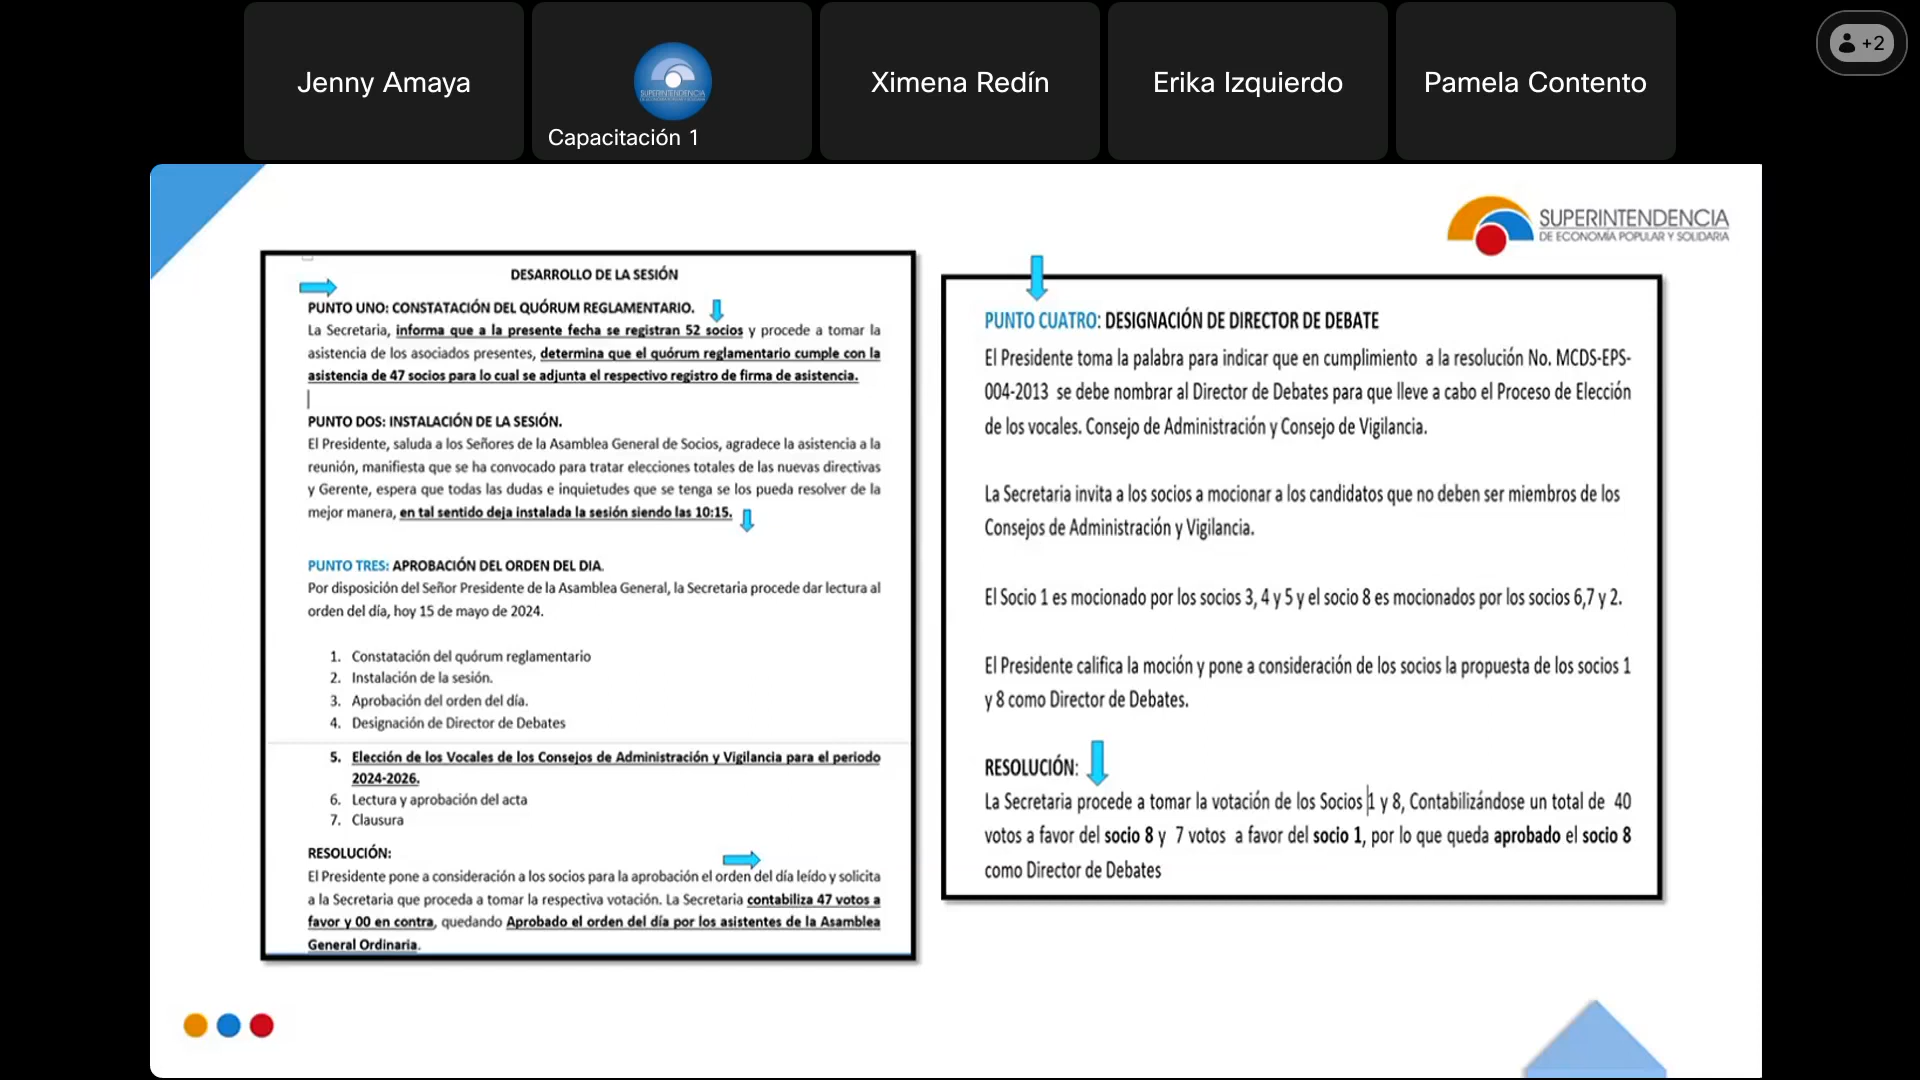 Jenny Amaya
SUPERINTENDENCIA
Capacitación 1
Ximena Redín
Erika Izquierdo
Pamela Contento
+2
SUPERINTENDENCIA
DE ECONOMÍA POPULAR Y SOLIDARIA
DESARROLLO DE LA SESIÓN
PUNTO UNO: CONSTATACIÓN DEL QUÓRUM REGLAMENTARIO.
La Secretaria, informa que a la presente fecha se registran 52 socios y procede a tomar la
asistencia de los asociados presentes, determina que el quórum reglamentario cumple con la
asistencia de 47 socios para lo cual se adjunta el respectivo registro de firma de asistencia.
PUNTO DOS: INSTALACIÓN DE LA SESIÓN.
El Presidente, saluda a los Señores de la Asamblea General de Socios, agradece la asistencia a la
reunión, manifiesta que se ha convocado para tratar elecciones totales de las nuevas directivas
y Gerente, espera que todas las dudas e inquietudes que se tenga se los pueda resolver de la
mejor manera, en tal sentido deja instalada la sesión siendo las 10:15.
PUNTO TRES: APROBACIÓN DEL ORDEN DEL DIA.
Por disposición del Señor Presidente de la Asamblea General, la Secretaria procede dar lectura al
orden del día, hoy 15 de mayo de 2024.
1. Constatación del quórum reglamentario
2. Instalación de la sesión.
3. Aprobación del orden del día.
4. Designación de Director de Debates
5. Elección de los Vocales de los Consejos de Administración y Vigilancia para el periodo
2024-2026.
6. Lectura y aprobación del acta
7. Clausura
RESOLUCIÓN:
El Presidente pone a consideración a los socios para la aprobación el orden del día leído y solicita
a la Secretaria que proceda a tomar la respectiva votación. La Secretaria contabiliza 47 votos a
favor y 00 en contra, quedando Aprobado el orden del día por los asistentes de la Asamblea
General Ordinaria.
PUNTO CUATRO: DESIGNACIÓN DE DIRECTOR DE DEBATE
El Presidente toma la palabra para indicar que en cumplimiento a la resolución No. MCDS-EPS-
004-2013 se debe nombrar al Director de Debates para que lleve a cabo el Proceso de Elección
de los vocales. Consejo de Administración y Consejo de Vigilancia.
La Secretaria invita a los socios a mocionar a los candidatos que no deben ser miembros de los
Consejos de Administración y Vigilancia.
El Socio 1 es mocionado por los socios 3, 4 y 5 y el socio 8 es mocionados por los socios 6,7 y 2.
El Presidente califica la moción y pone a consideración de los socios la propuesta de los socios 1
y 8 como Director de Debates.
RESOLUCIÓN:
La Secretaria procede a tomar la votación de los Socios 1 y 8, Contabilizándose un total de 40
votos a favor del socio 8 y 7 votos a favor del socio 1, por lo que queda aprobado el socio 8
como Director de Debates